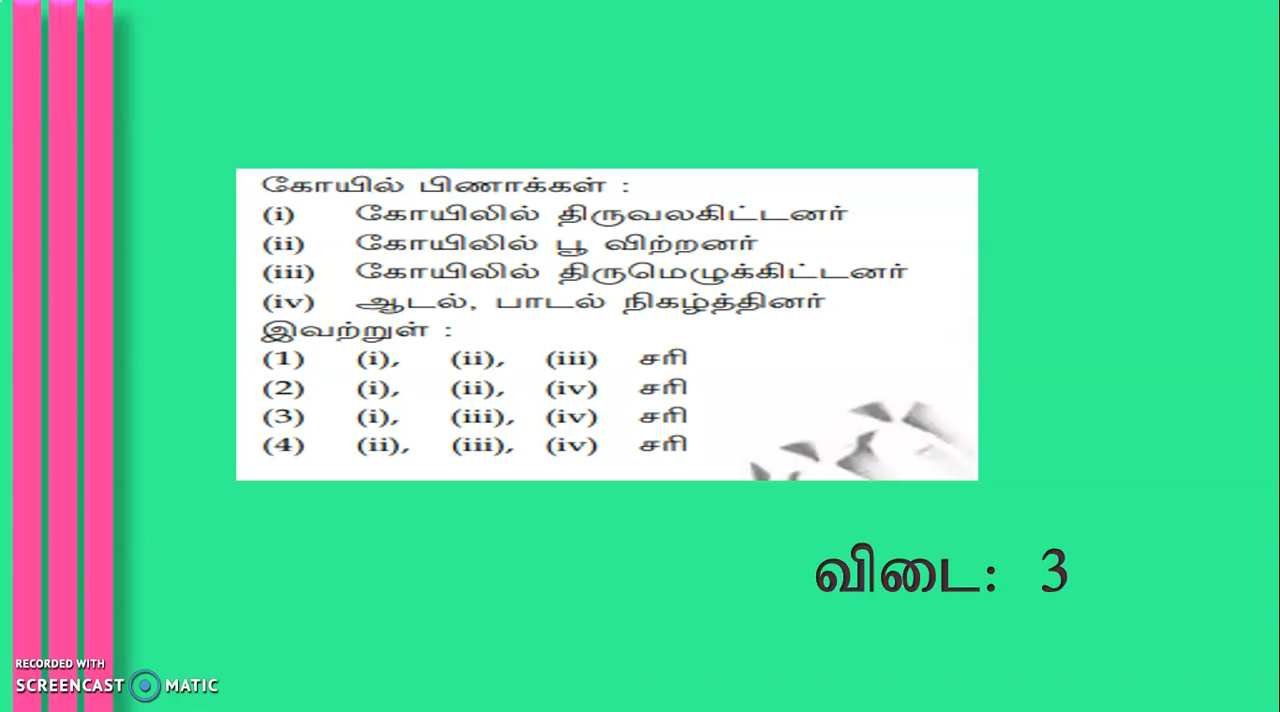 கோயில் பிணாக்கள் :
(i) கோயிலில் திருவலகிட்டனர்
(ii) கோயிலில் பூ விற்றனர்
(iii) கோயிலில் திருமெழுக்கிட்டனர்
(iv) ஆடல், பாடல் நிகழ்த்தினர்
இவற்றுள் :
(1) (i), (ii), (iii) சரி
(2) (i), (ii), (iv) சரி
(3) (i), (iii), (iv) சரி
(4) (ii), (iii), (iv) சரி
விடை: 3
RECORDED WITH
SCREENCAST MATIC